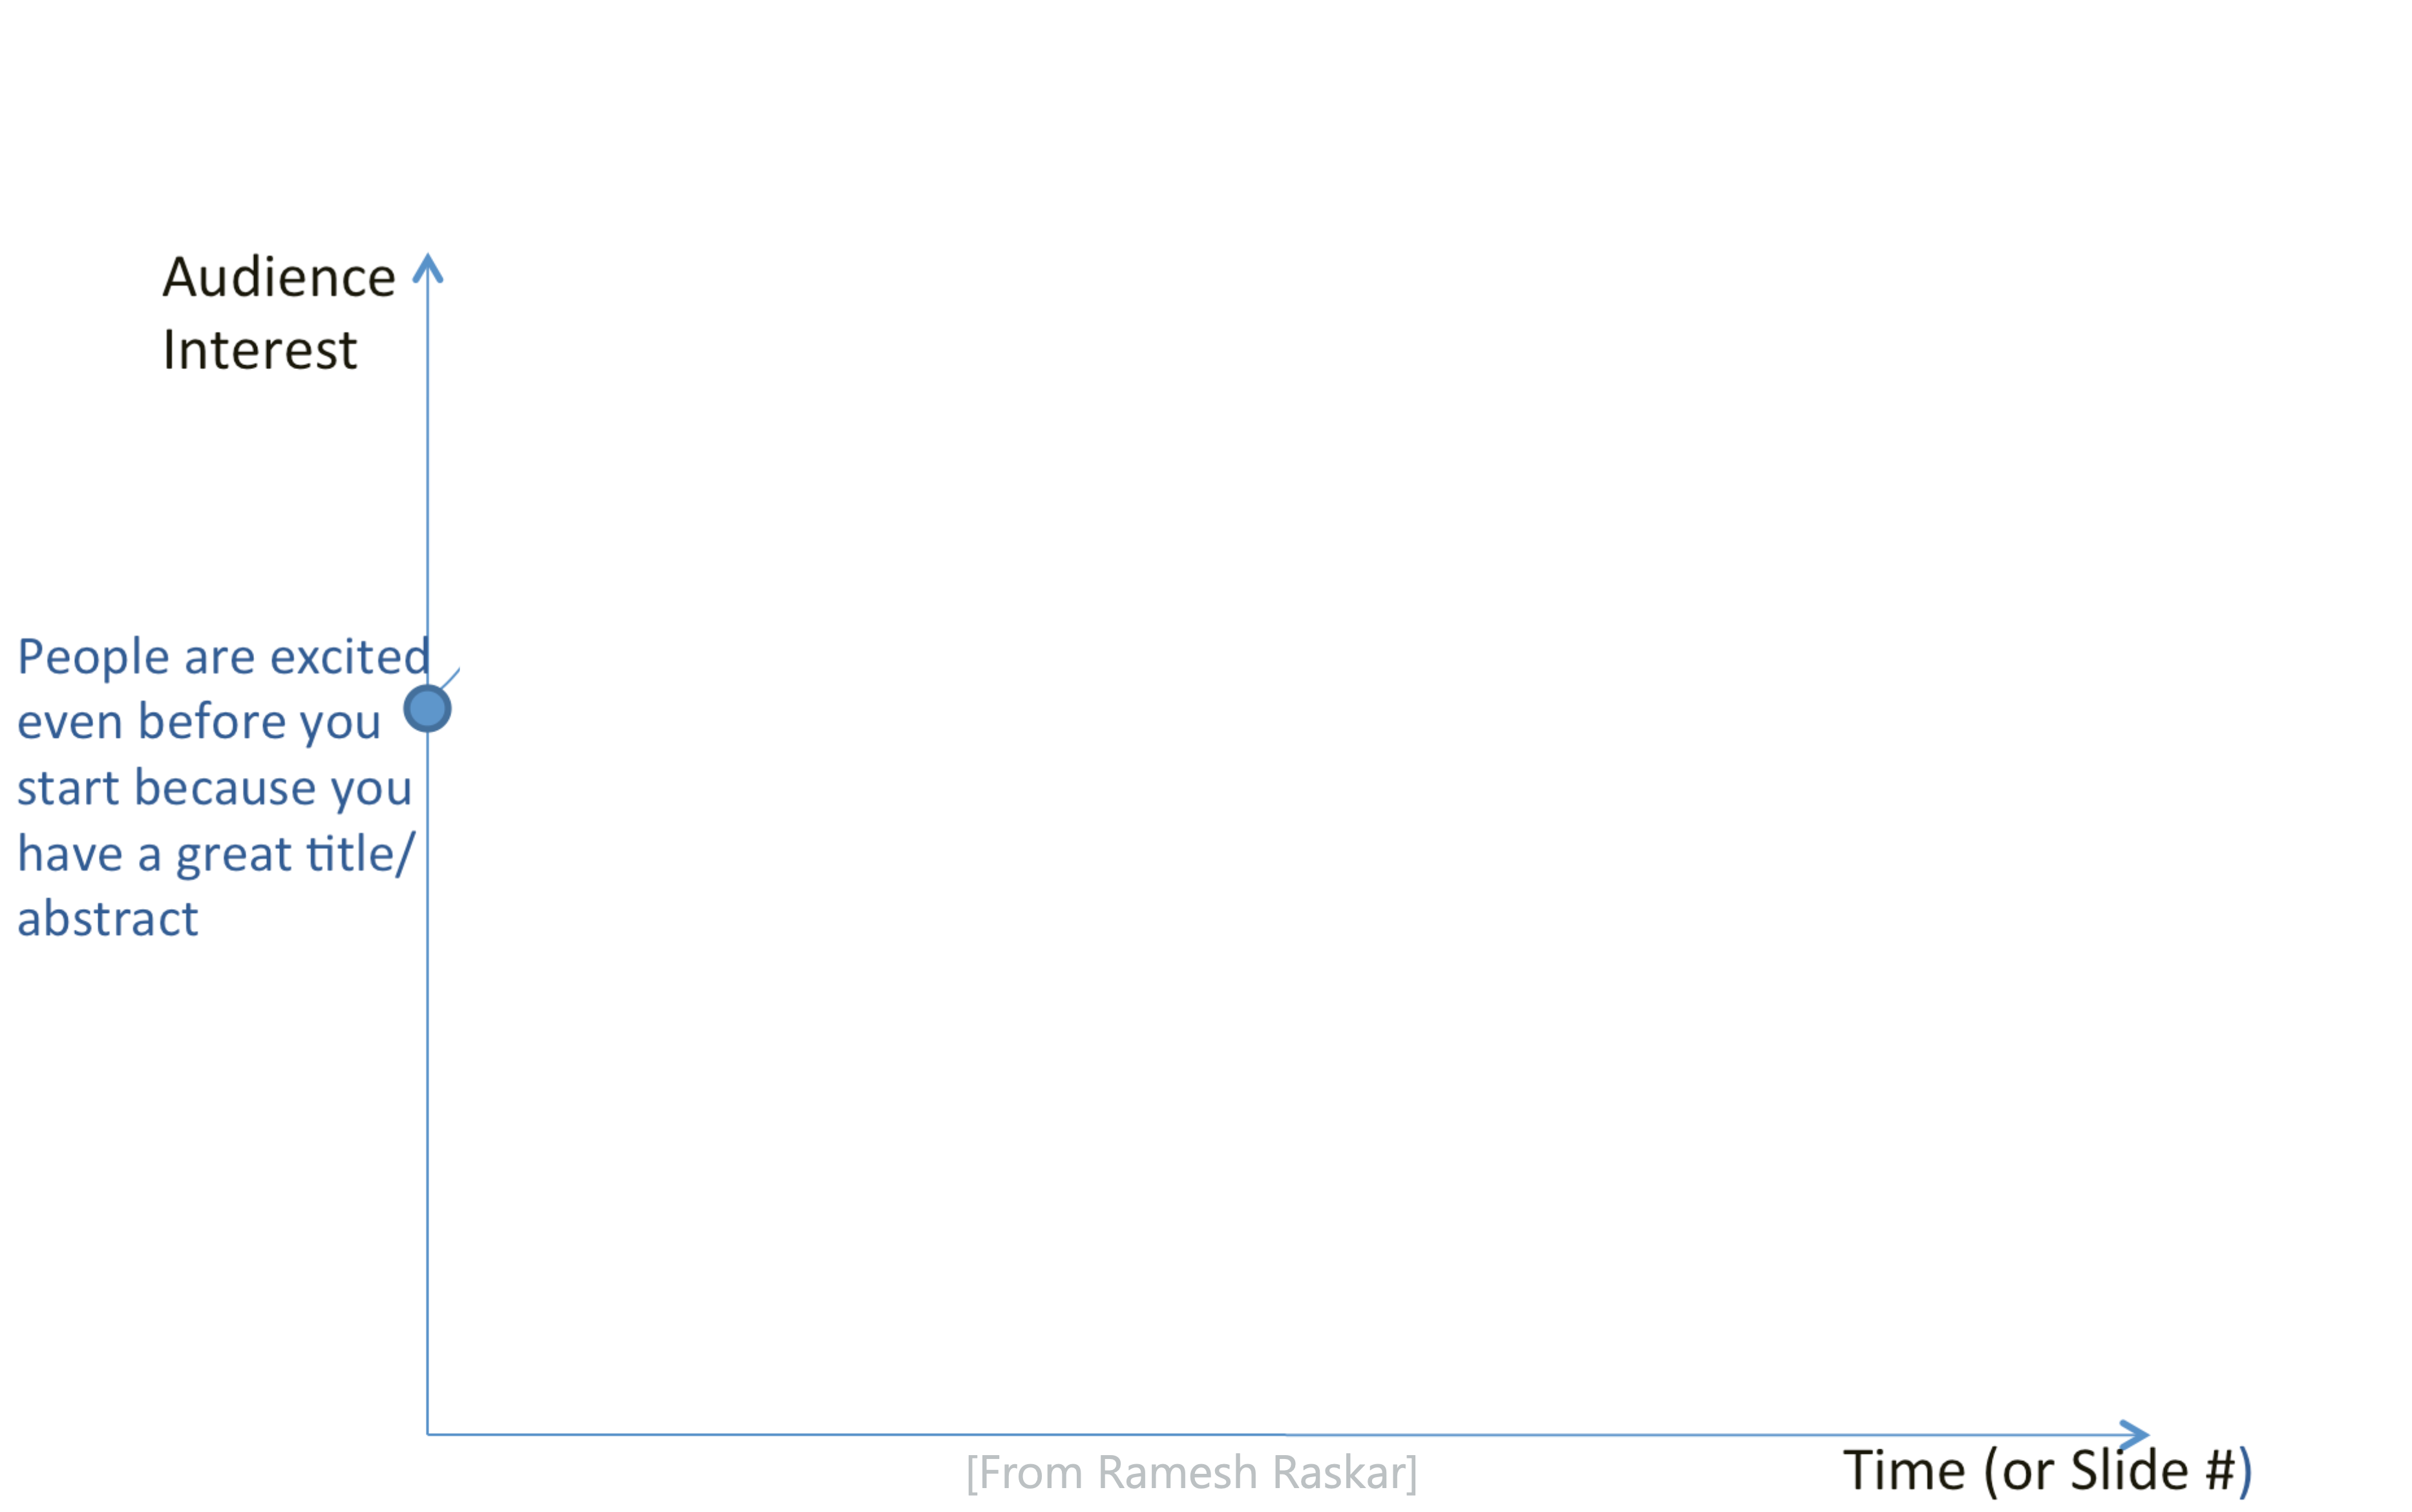 Audience
Interest
People are excited
even before you
start because you
have a great title/
abstract
[From Ramesh Raskar]
Time (or Slide #)